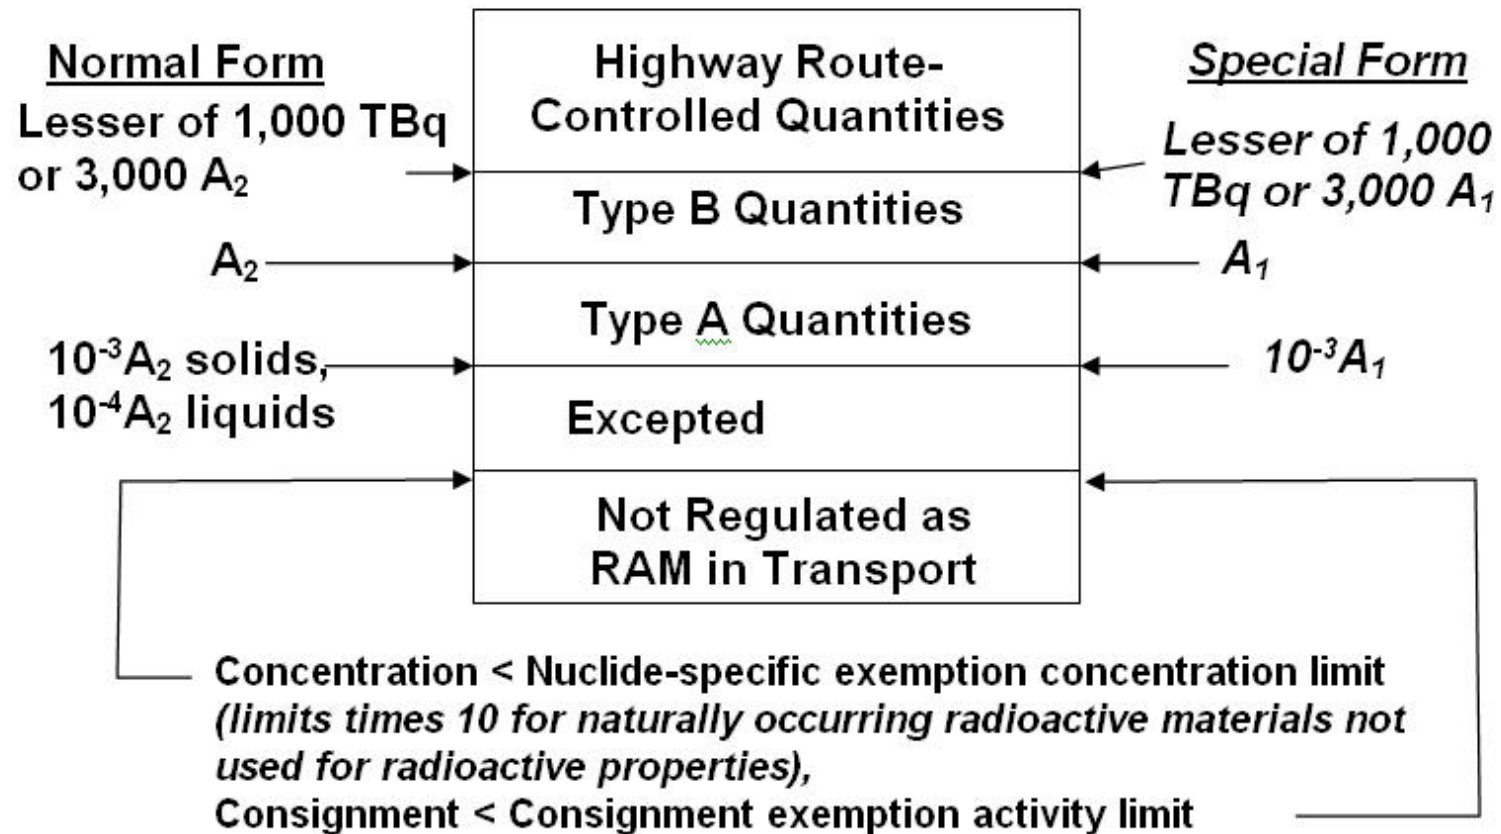 Normal Form
Lesser of 1,000 TBq
or 3,000 A₂
A₂
10⁻³A₂ solids,
10⁻⁴A₂ liquids
Highway Route-
Controlled Quantities
Type B Quantities
Type A Quantities
Excepted
Not Regulated as
RAM in Transport
Special Form
Lesser of 1,000
TBq or 3,000 A₁
A₁
10⁻³A₁
Concentration < Nuclide-specific exemption concentration limit
(limits times 10 for naturally occurring radioactive materials not
used for radioactive properties),
Consignment < Consignment exemption activity limit